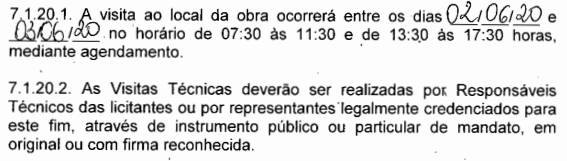 7.1.20.1. A visita ao local da obra ocorrerá entre os dias 02/06/20 e
03/06/20 no horário de 07:30 às 11:30 e de 13:30 às 17:30 horas,
mediante agendamento.
7.1.20.2. As Visitas Técnicas deverão ser realizadas por Responsáveis
Técnicos das licitantes ou por representantes legalmente credenciados para
este fim, através de instrumento público ou particular de mandato, em
original ou com firma reconhecida.